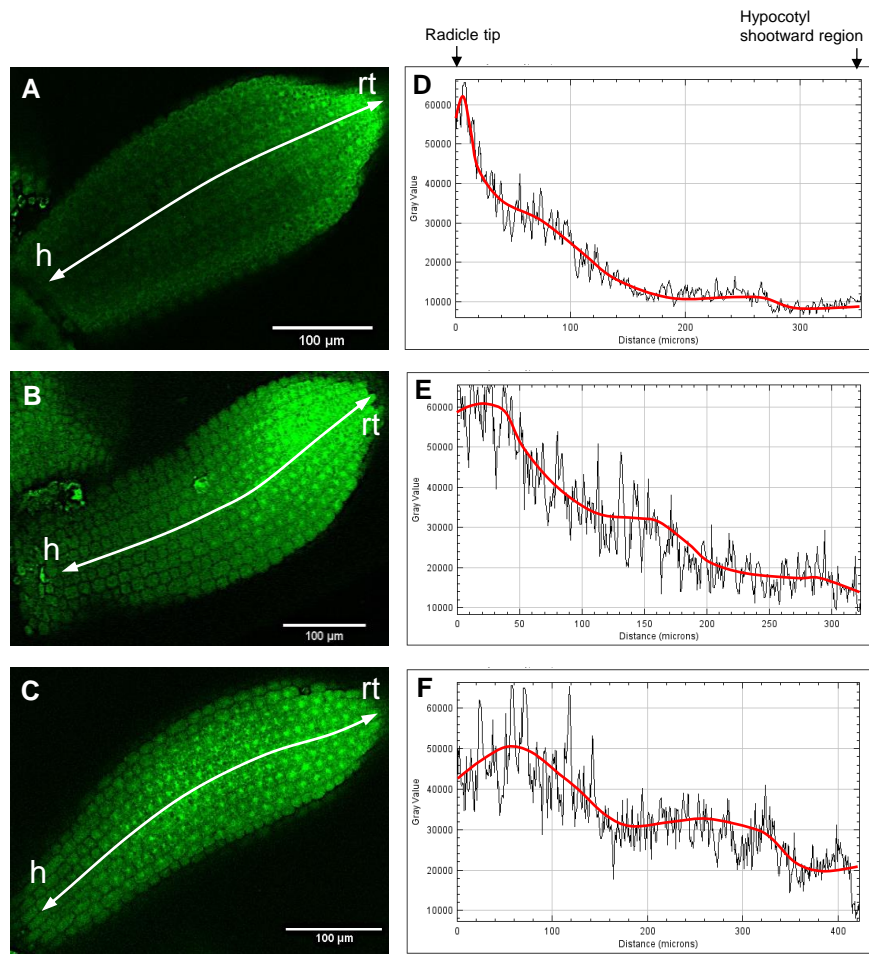 Radicle tip
Hypocotyl
shootward region
A
rt
h
100 µm
D
60000
50000
40000
30000
20000
10000
Gray Value
0
100
200
300
Distance (microns)
B
rt
h
100 µm
E
60000
50000
40000
30000
20000
10000
Gray Value
0
50
100
150
200
250
300
Distance (microns)
C
rt
h
100 µm
F
60000
50000
40000
30000
20000
10000
Gray Value
0
100
200
300
400
Distance (microns)